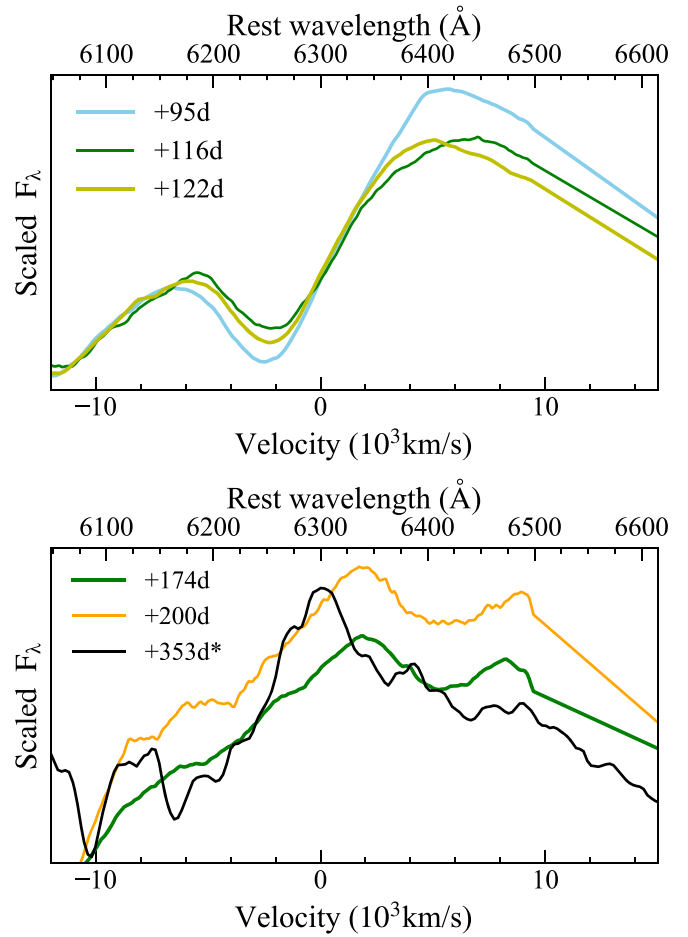 Rest wavelength (Å)
6100 6200 6300 6400 6500 6600
+95d
+116d
+122d
Scaled F_λ
−10 0 10
Velocity (10³km/s)
Rest wavelength (Å)
6100 6200 6300 6400 6500 6600
+174d
+200d
+353d*
Scaled F_λ
−10 0 10
Velocity (10³km/s)